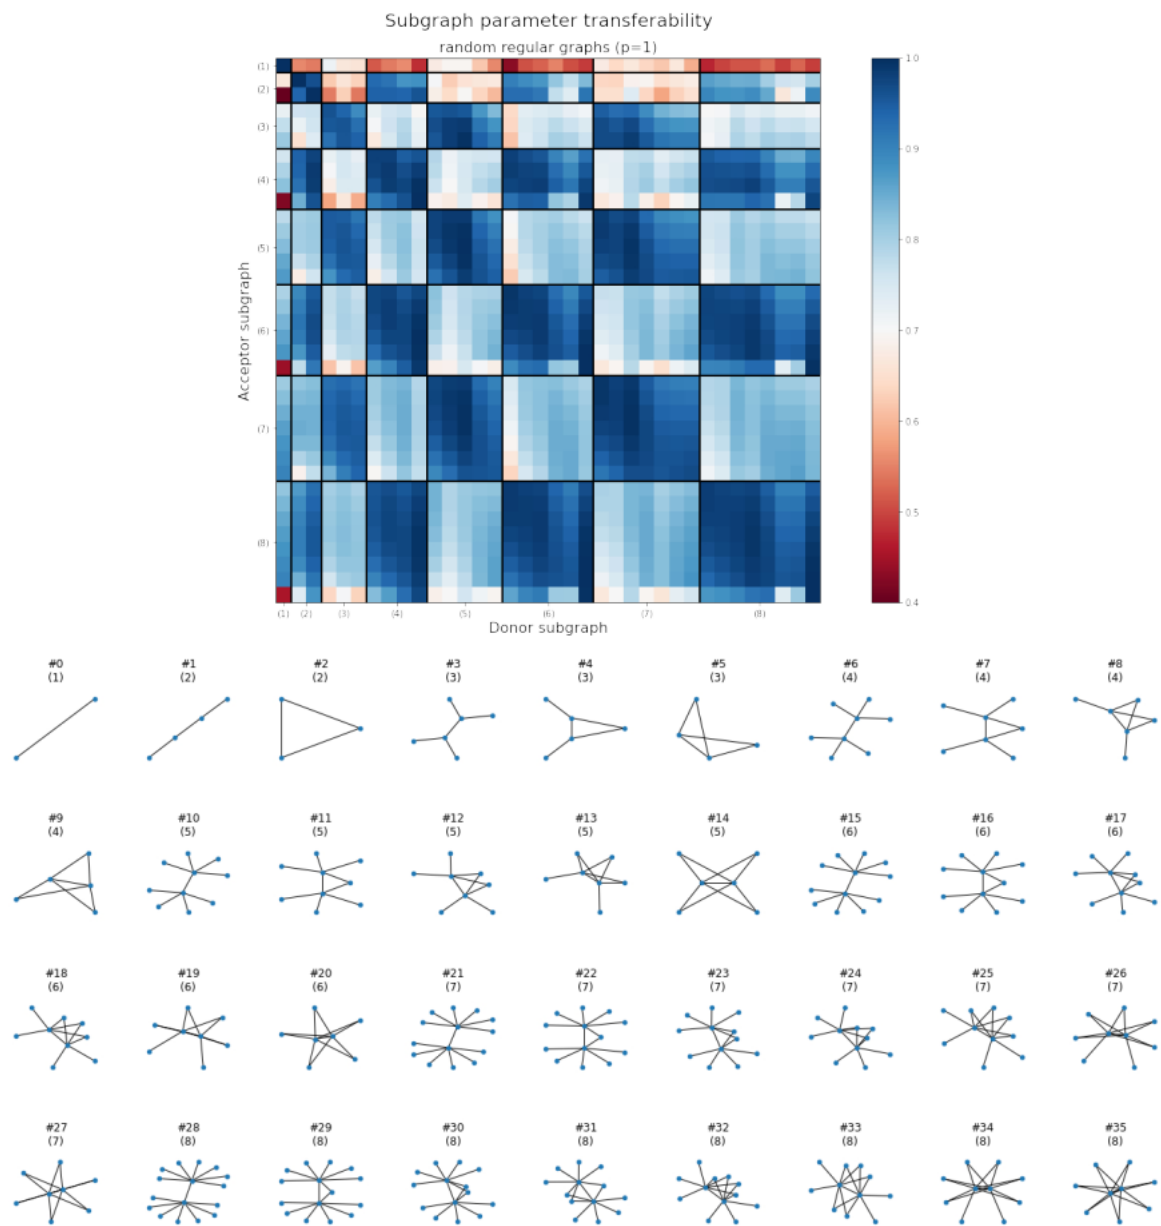 Subgraph parameter transferability
random regular graphs (p=1)
(1)
(2)
(3)
(4)
(5)
(6)
(7)
(8)
Acceptor subgraph
(1) (2) (3) (4) (5) (6) (7) (8)
Donor subgraph
1.0
0.9
0.8
0.7
0.6
0.5
0.4
#0 #1 #2 #3 #4 #5 #6 #7 #8
(1) (2) (2) (3) (3) (3) (4) (4) (4)
#9 #10 #11 #12 #13 #14 #15 #16 #17
(4) (5) (5) (5) (5) (5) (6) (6) (6)
#18 #19 #20 #21 #22 #23 #24 #25 #26
(6) (6) (6) (7) (7) (7) (7) (7) (7)
#27 #28 #29 #30 #31 #32 #33 #34 #35
(7) (8) (8) (8) (8) (8) (8) (8) (8)